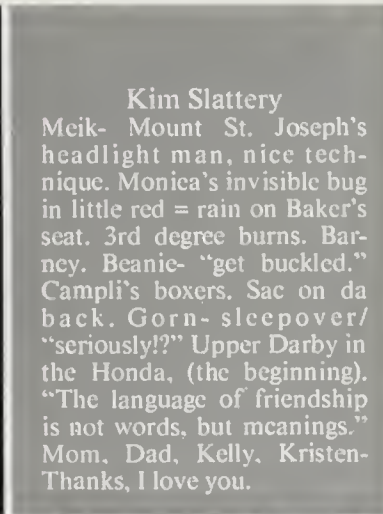 Kim Slattery
Meik- Mount St. Joseph's
headlight man, nice tech-
nique. Monica's invisible bug
in little red = rain on Baker's
seat. 3rd degree burns. Bar-
ney. Beanie- "get buckled."
Campli's boxers. Sac on da
back. Gorn- sleepover/
"seriously!?" Upper Darby in
the Honda, (the beginning).
"The language of friendship
is not words, but meanings."
Mom, Dad, Kelly, Kristen-
Thanks, I love you.